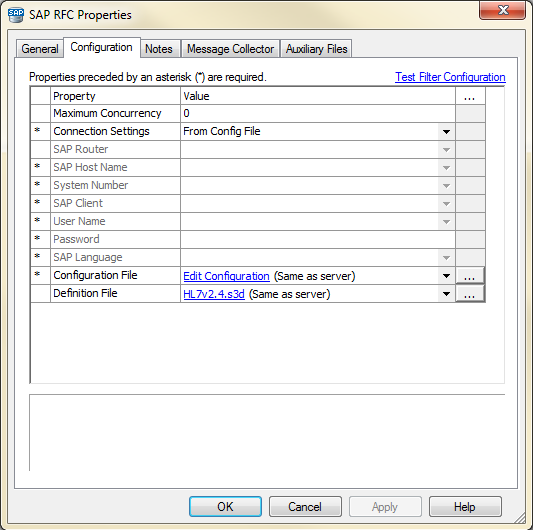 SAP SAP RFC Properties
General Configuration Notes Message Collector Auxiliary Files
Properties preceded by an asterisk (*) are required. Test Filter Configuration
Property Value ...
Maximum Concurrency 0
* Connection Settings From Config File
SAP Router
* SAP Host Name
* System Number
* SAP Client
* User Name
* Password
* SAP Language
* Configuration File Edit Configuration (Same as server) ...
Definition File HL7v2.4.s3d (Same as server) ...
OK Cancel Apply Help